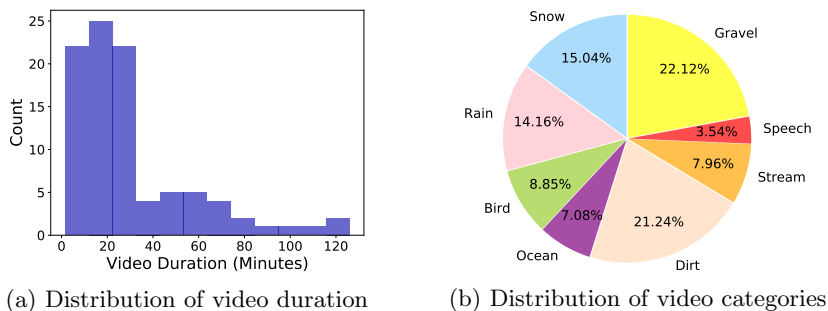 25
20
15
10
5
0
Count
0 20 40 60 80 100 120
Video Duration (Minutes)
(a) Distribution of video duration
Snow
Gravel
15.04%
22.12%
Rain
14.16%
Speech
3.54%
7.96%
Stream
8.85%
Bird
7.08%
21.24%
Ocean
Dirt
(b) Distribution of video categories